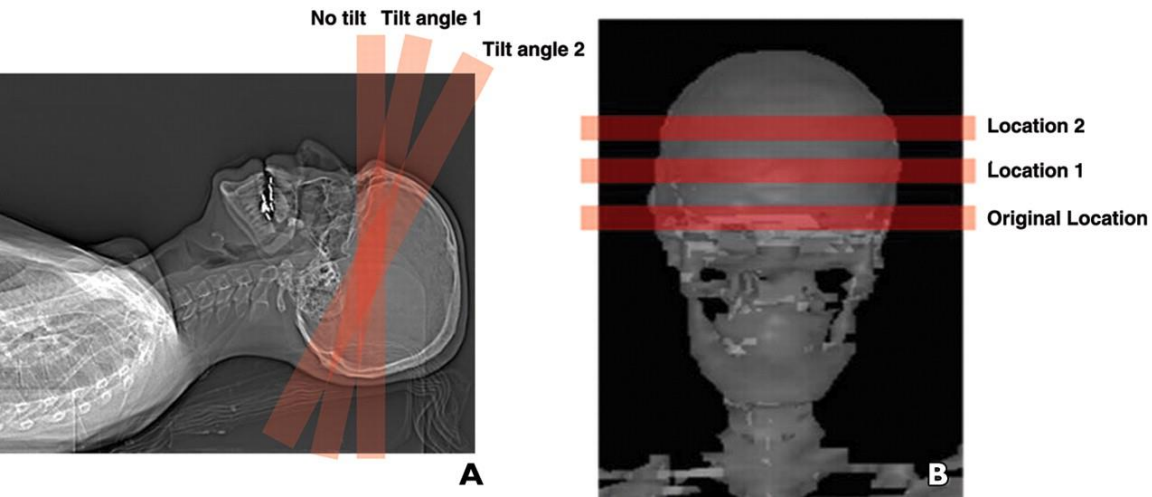 No tilt Tilt angle 1
Tilt angle 2
Location 2
Location 1
Original Location
A
B